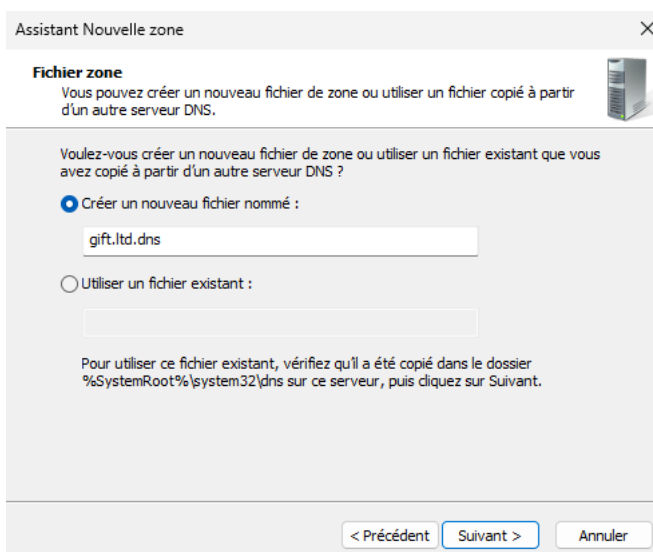 Assistant Nouvelle zone
Fichier zone
Vous pouvez créer un nouveau fichier de zone ou utiliser un fichier copié à partir
d'un autre serveur DNS.
Voulez-vous créer un nouveau fichier de zone ou utiliser un fichier existant que vous
avez copié à partir d'un autre serveur DNS ?
Créer un nouveau fichier nommé :
gift.ltd.dns
Utiliser un fichier existant :
Pour utiliser ce fichier existant, vérifiez qu'il a été copié dans le dossier
%SystemRoot%\system32\dns sur ce serveur, puis cliquez sur Suivant.
< Précédent Suivant > Annuler